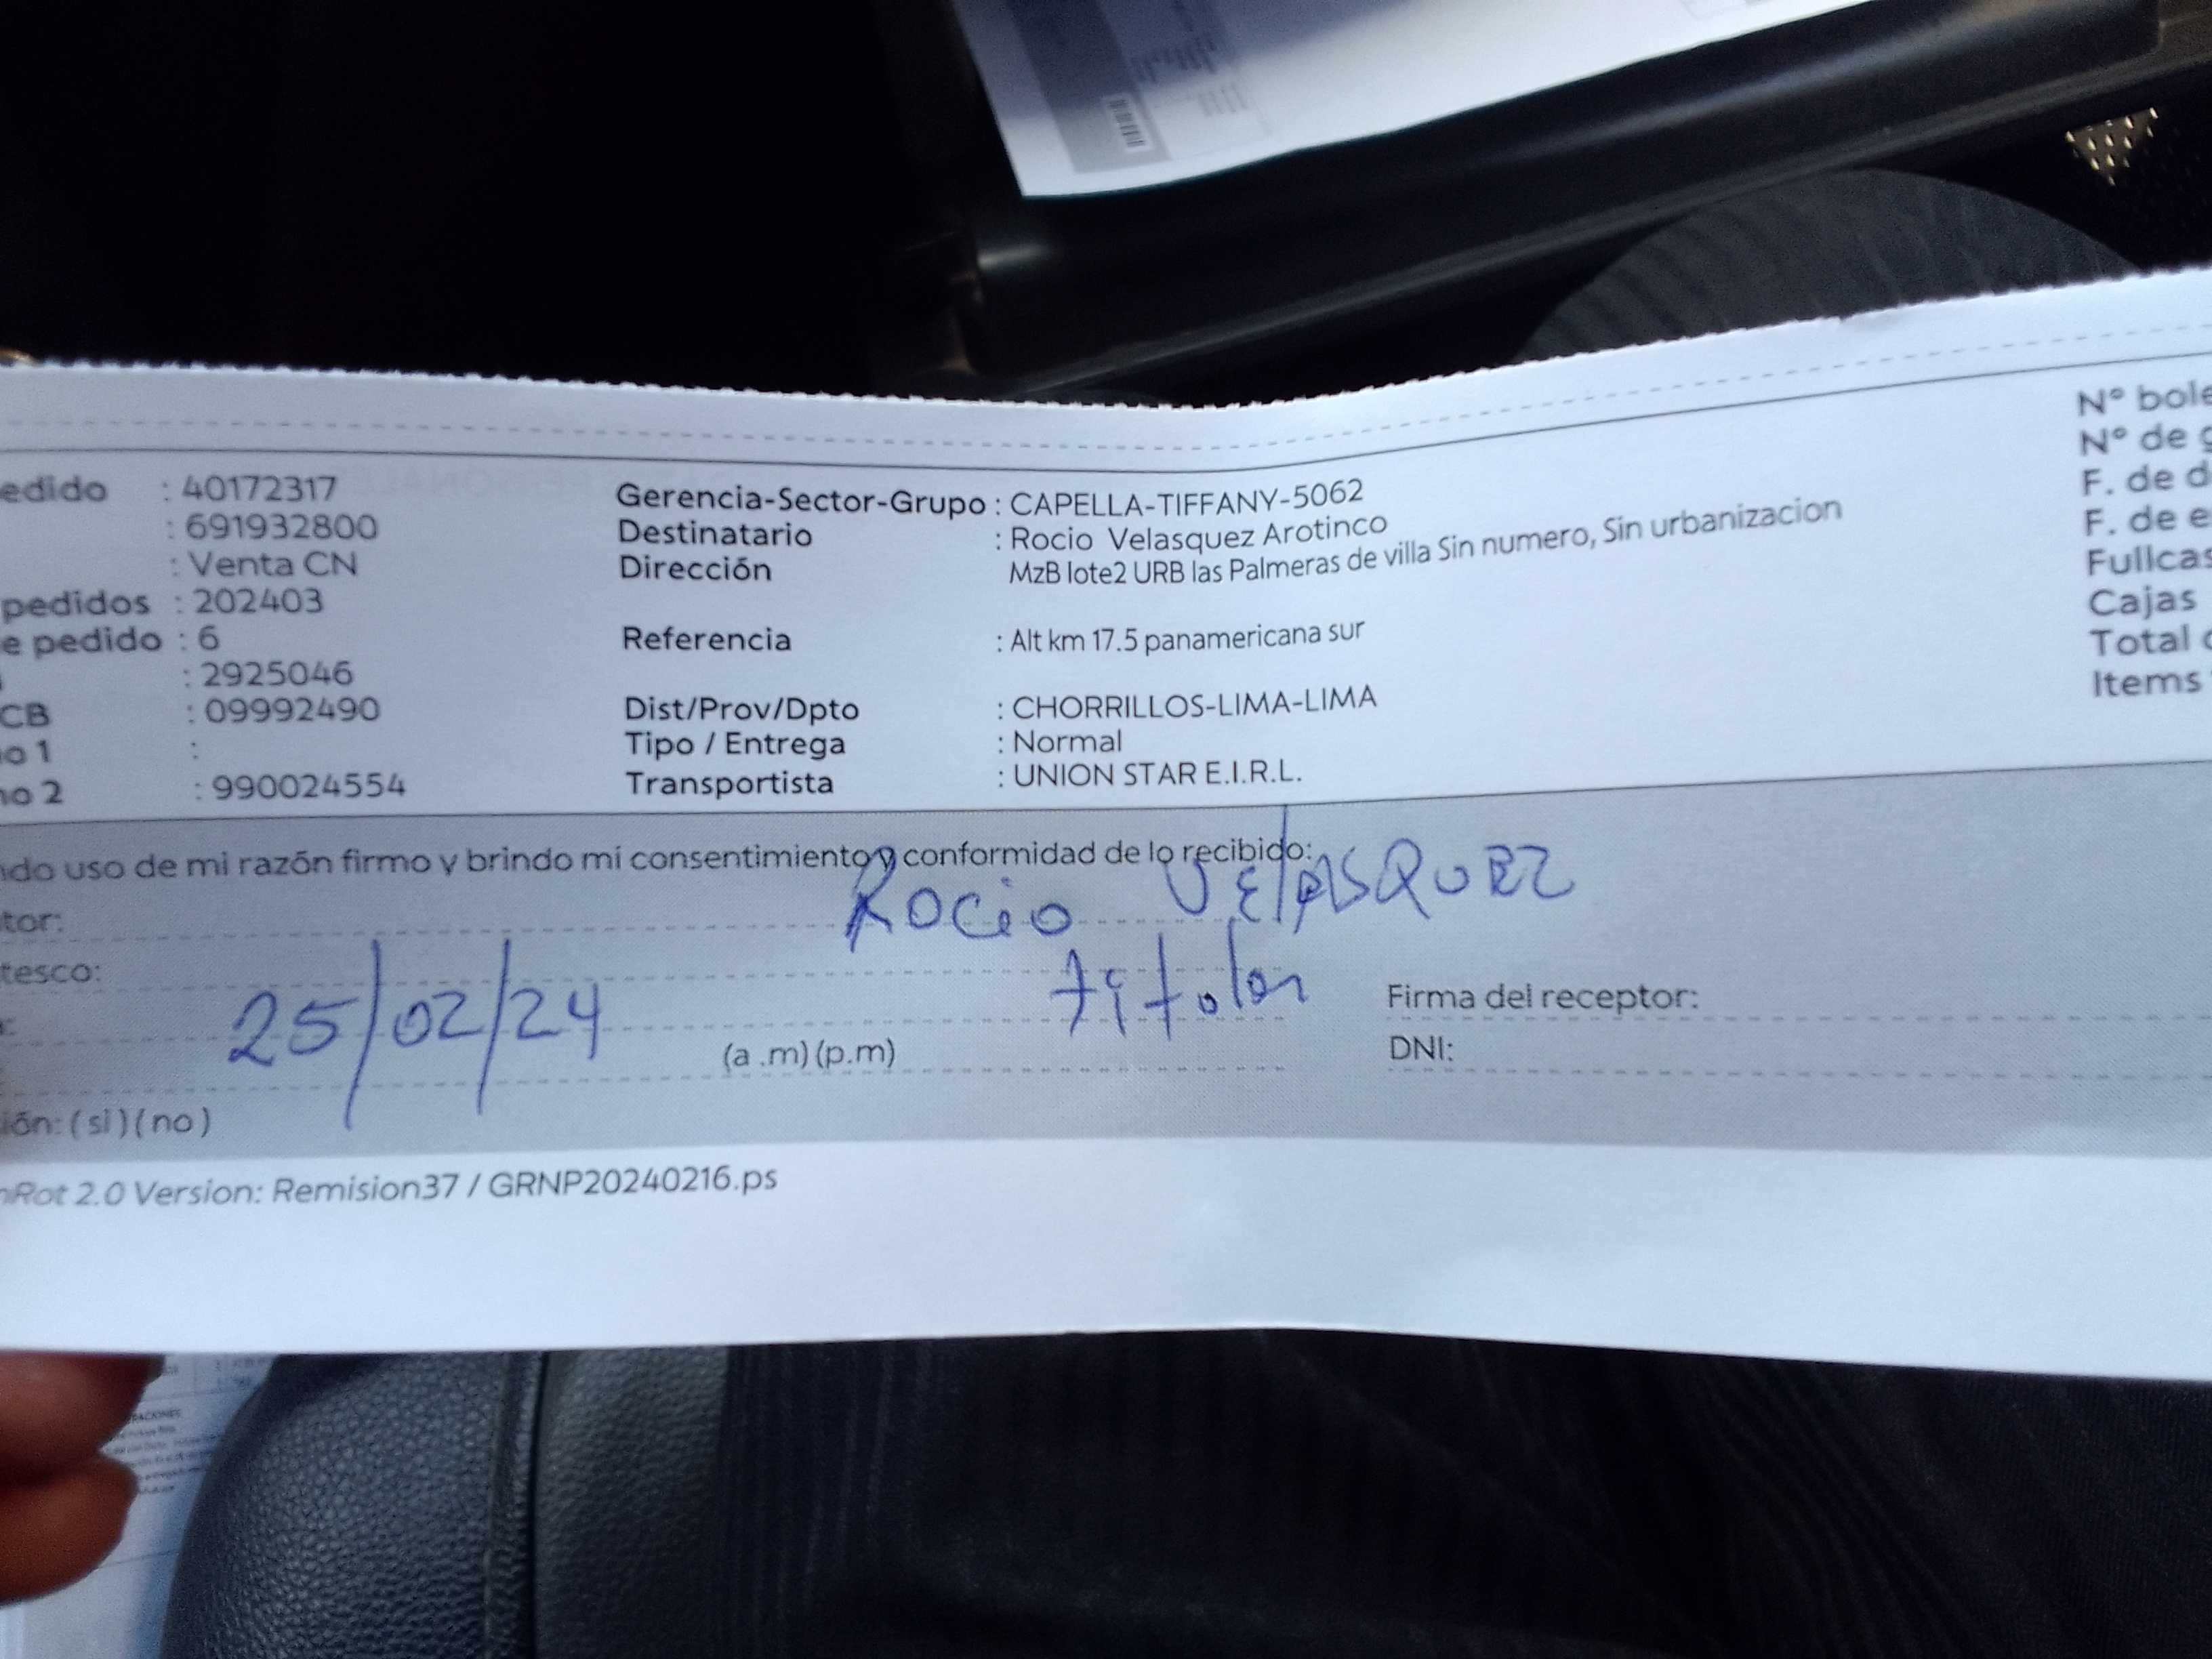 edido : 40172317
: 691932800
: Venta CN
pedidos : 202403
e pedido : 6
: 2925046
CB : 09992490
o 1 :
no 2 : 990024554
Gerencia-Sector-Grupo : CAPELLA-TIFFANY-5062
Destinatario : Rocio Velasquez Arotinco
Dirección MzB lote2 URB las Palmeras de villa Sin numero, Sin urbanizacion
Referencia : Alt km 17.5 panamericana sur
Dist/Prov/Dpto : CHORRILLOS-LIMA-LIMA
Tipo / Entrega : Normal
Transportista : UNION STAR E.I.R.L.
N° bole
N° de g
F. de d
F. de e
Fullcas
Cajas
Total
Items
ndo uso de mi razón firmo y brindo mi consentimiento y conformidad de lo recibido:
tor: Rocio VElASQUEZ
tesco: titular
25/02/24
Firma del receptor:
(a .m) (p.m)
DNI:
ión: ( si ) ( no )
Rot 2.0 Version: Remision37 / GRNP20240216.ps